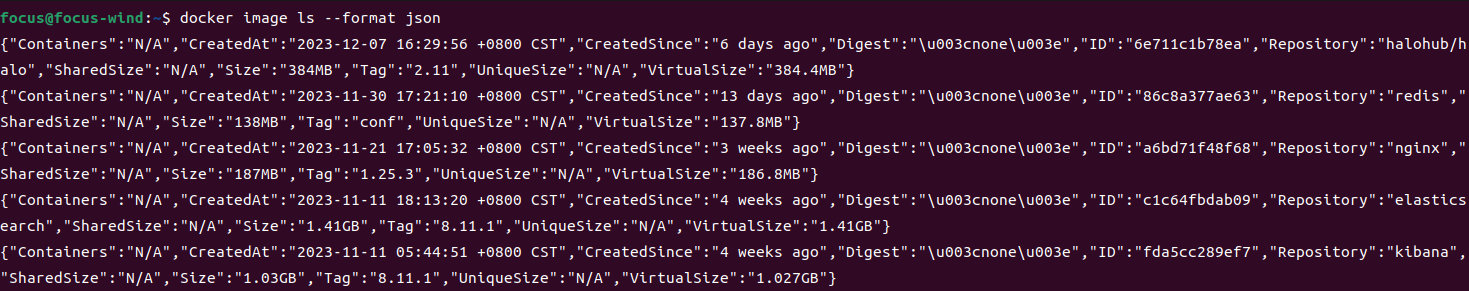 focus@focus-wind:~$ docker image ls --format json
{"Containers":"N/A","CreatedAt":"2023-12-07 16:29:56 +0800 CST","CreatedSince":"6 days ago","Digest":"\u003cnone\u003e","ID":"6e711c1b78ea","Repository":"halohub/h
alo","SharedSize":"N/A","Size":"384MB","Tag":"2.11","UniqueSize":"N/A","VirtualSize":"384.4MB"}
{"Containers":"N/A","CreatedAt":"2023-11-30 17:21:10 +0800 CST","CreatedSince":"13 days ago","Digest":"\u003cnone\u003e","ID":"86c8a377ae63","Repository":"redis","
SharedSize":"N/A","Size":"138MB","Tag":"conf","UniqueSize":"N/A","VirtualSize":"137.8MB"}
{"Containers":"N/A","CreatedAt":"2023-11-21 17:05:32 +0800 CST","CreatedSince":"3 weeks ago","Digest":"\u003cnone\u003e","ID":"a6bd71f48f68","Repository":"nginx","
SharedSize":"N/A","Size":"187MB","Tag":"1.25.3","UniqueSize":"N/A","VirtualSize":"186.8MB"}
{"Containers":"N/A","CreatedAt":"2023-11-11 18:13:20 +0800 CST","CreatedSince":"4 weeks ago","Digest":"\u003cnone\u003e","ID":"c1c64fbdab09","Repository":"elastics
earch","SharedSize":"N/A","Size":"1.41GB","Tag":"8.11.1","UniqueSize":"N/A","VirtualSize":"1.41GB"}
{"Containers":"N/A","CreatedAt":"2023-11-11 05:44:51 +0800 CST","CreatedSince":"4 weeks ago","Digest":"\u003cnone\u003e","ID":"fda5cc289ef7","Repository":"kibana",
"SharedSize":"N/A","Size":"1.03GB","Tag":"8.11.1","UniqueSize":"N/A","VirtualSize":"1.027GB"}